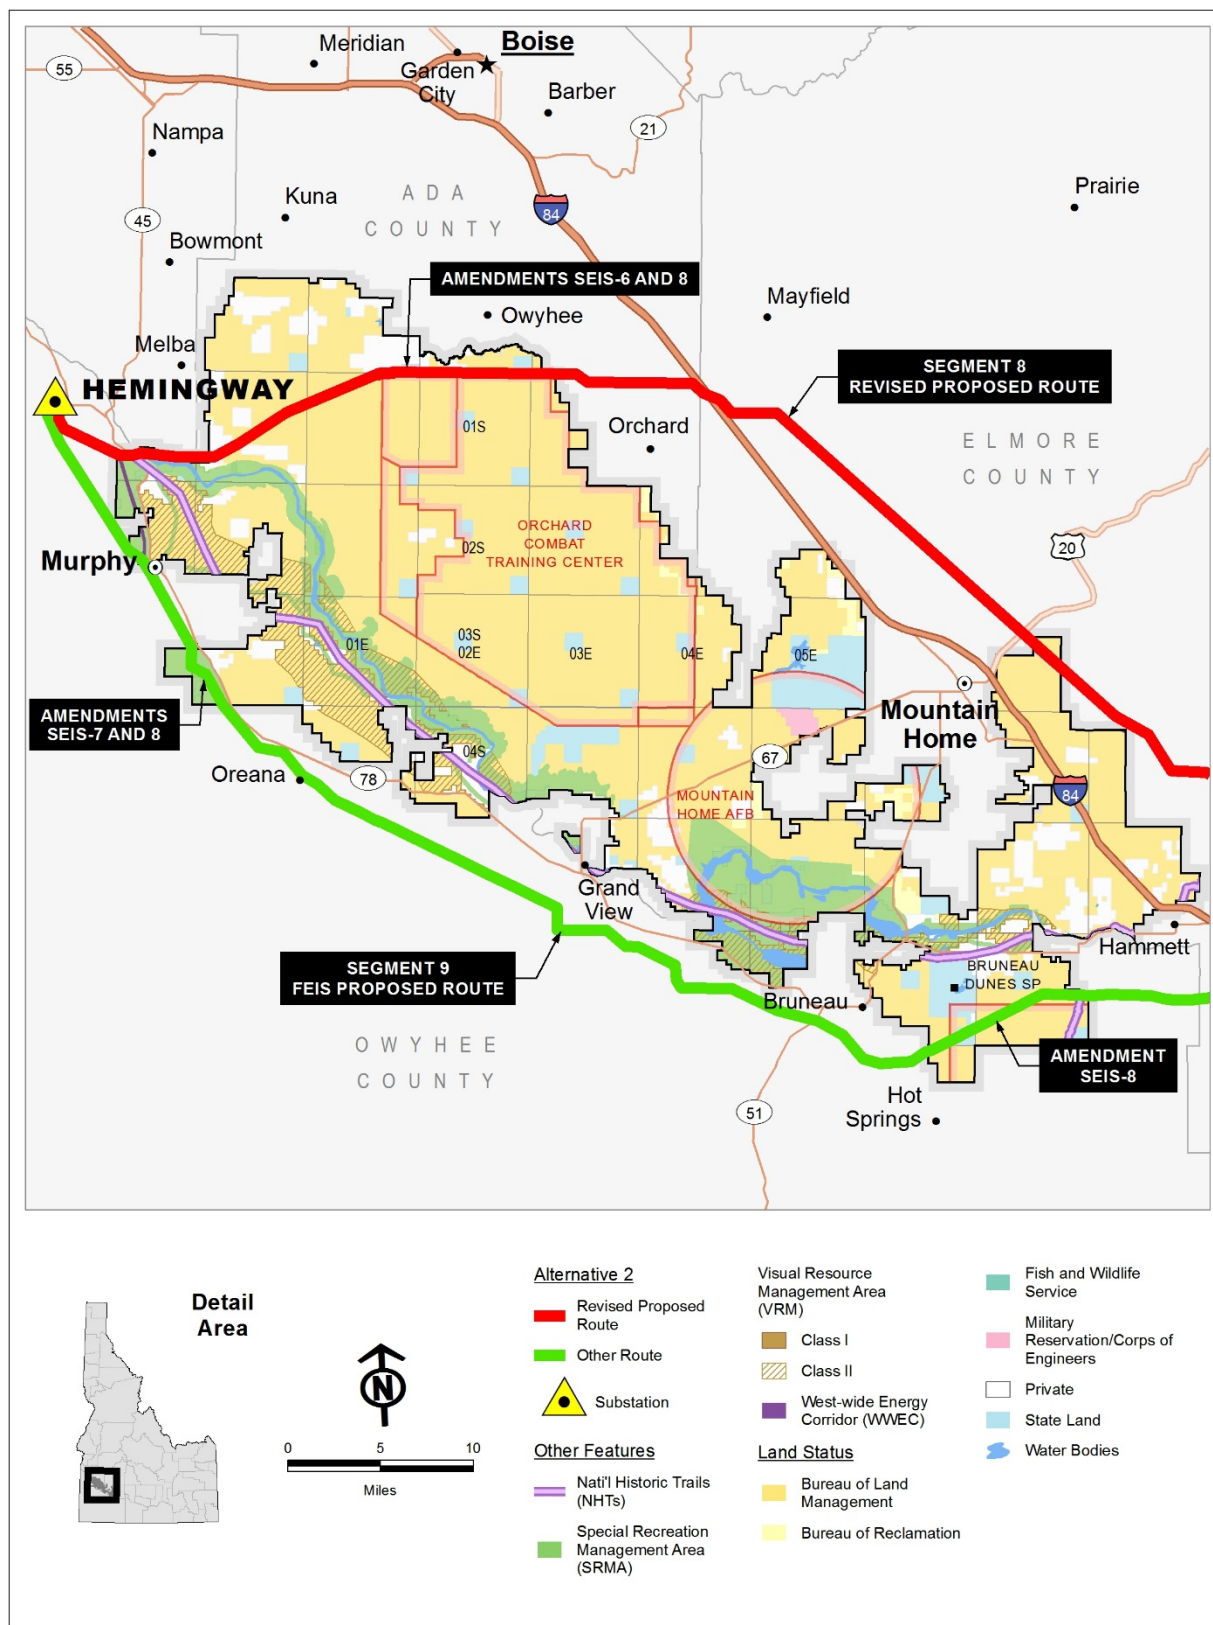 Meridian
Boise
55
Garden
City
Barber
21
Nampa
Prairie
Kuna
ADA
COUNTY
84
45
Bowmont
AMENDMENTS SEIS-6 AND 8
Mayfield
Owyhee
Melba
SEGMENT 8
REVISED PROPOSED ROUTE
HEMINGWAY
01S
Orchard
ELMORE
COUNTY
ORCHARD
COMBAT
TRAINING CENTER
02S
20
Murphy
03S
01E
02E
03E
04E
05E
AMENDMENTS
SEIS-7 AND 8
Mountain
Home
04S
67
Oreana
78
84
MOUNTAIN
HOME AFB
Grand
View
Hammett
SEGMENT 9
FEIS PROPOSED ROUTE
BRUNEAU
DUNES SP
Bruneau
OWYHEE
COUNTY
AMENDMENT
SEIS-8
Hot
Springs
51
Detail
Area
N
0 5 10
Miles
Alternative 2
Revised Proposed
Route
Other Route
Substation
Other Features
Nat'l Historic Trails
(NHTs)
Special Recreation
Management Area
(SRMA)
Visual Resource
Management Area
(VRM)
Class I
Class II
West-wide Energy
Corridor (WWEC)
Land Status
Bureau of Land
Management
Bureau of Reclamation
Fish and Wildlife
Service
Military
Reservation/Corps of
Engineers
Private
State Land
Water Bodies